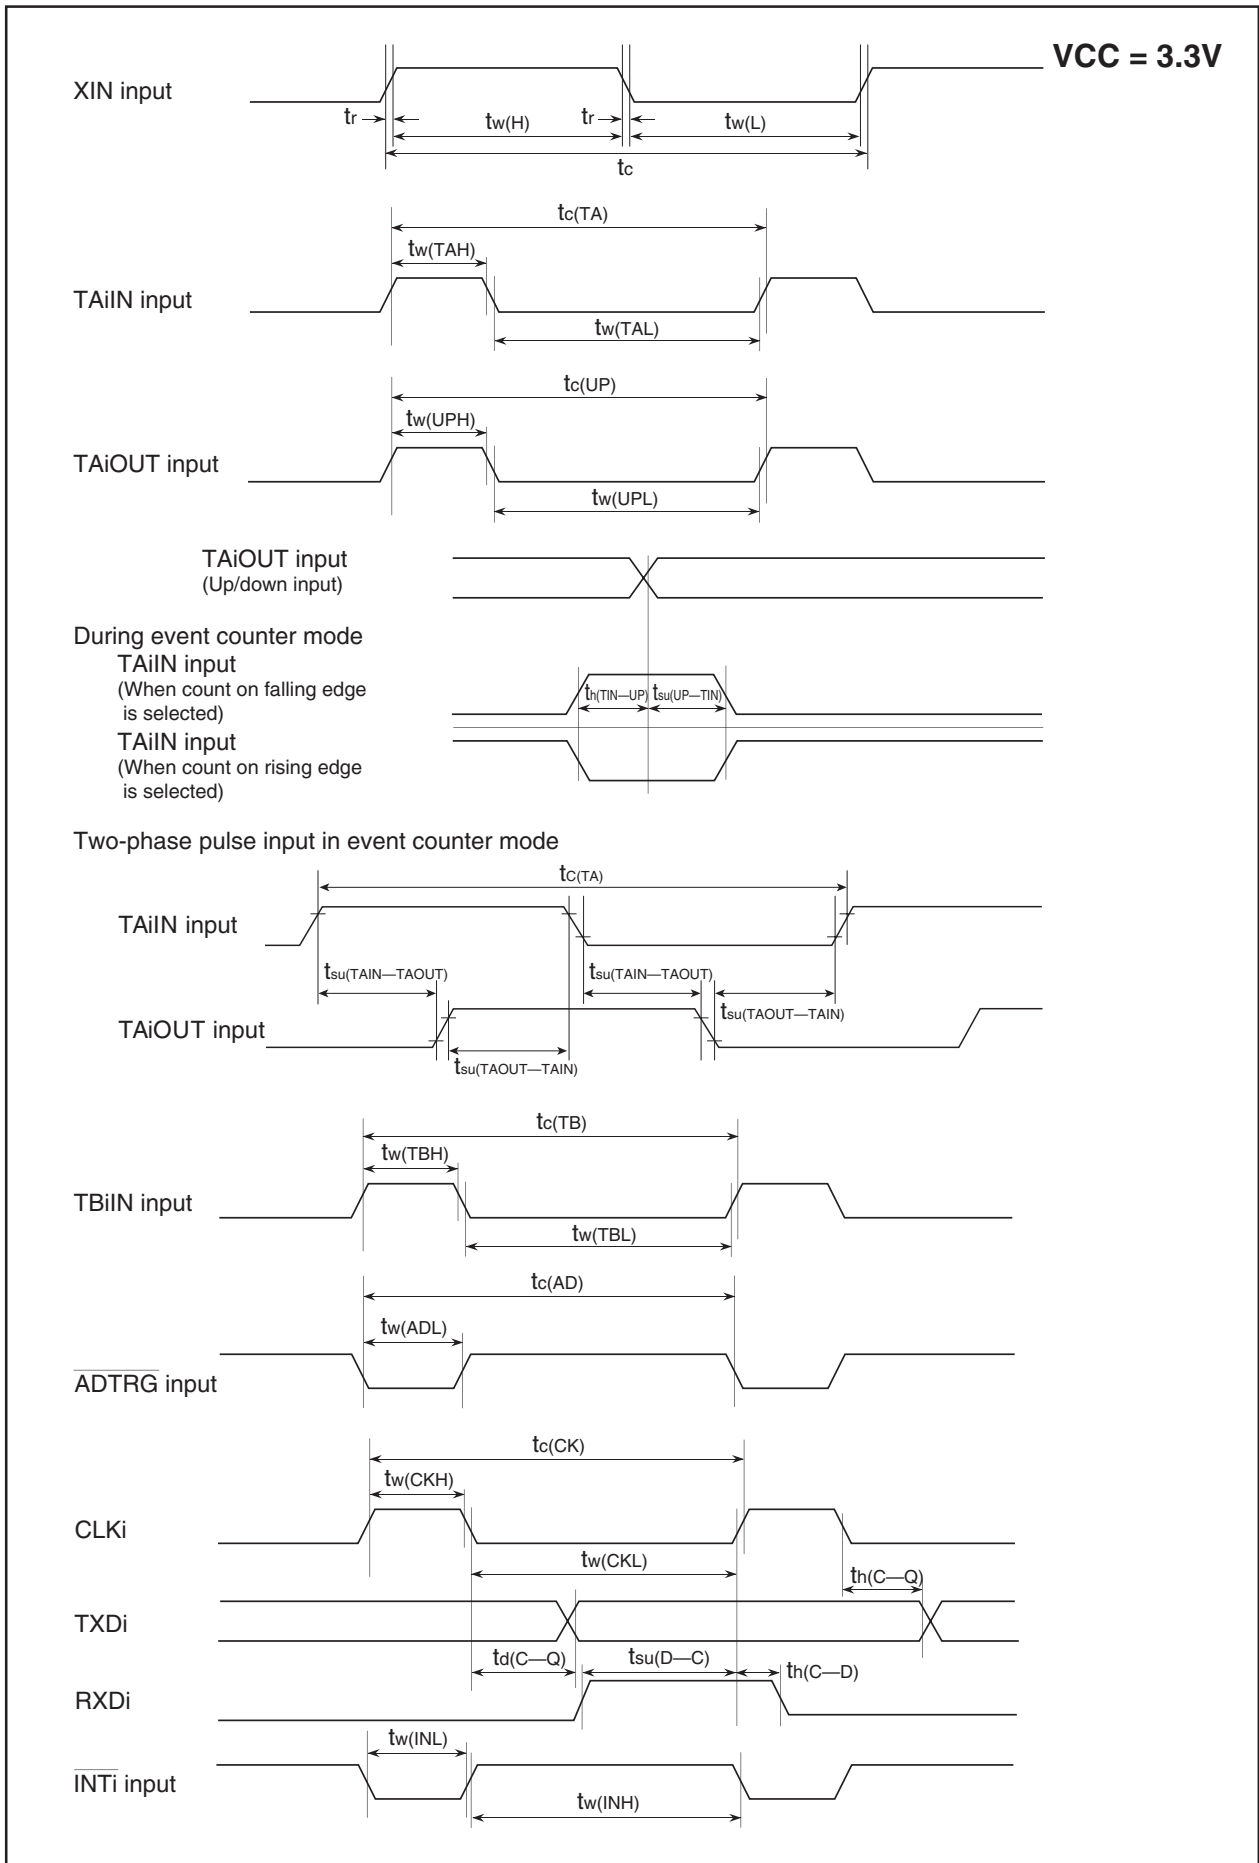 VCC = 3.3V
XIN input
tr
tw(H)
tr
tw(L)
tc
tc(TA)
tw(TAH)
TAiIN input
tw(TAL)
tc(UP)
tw(UPH)
TAiOUT input
tw(UPL)
TAiOUT input
(Up/down input)
During event counter mode
TAiIN input
(When count on falling edge
is selected)
th(TIN—UP)
tsu(UP—TIN)
TAiIN input
(When count on rising edge
is selected)
Two-phase pulse input in event counter mode
tC(TA)
TAiIN input
tsu(TAIN—TAOUT)
tsu(TAIN—TAOUT)
tsu(TAOUT—TAIN)
TAiOUT input
tsu(TAOUT—TAIN)
tc(TB)
tw(TBH)
TBiIN input
tw(TBL)
tc(AD)
tw(ADL)
ADTRG input
tc(CK)
tw(CKH)
CLKi
tw(CKL)
th(C—Q)
TXDi
td(C—Q)
tsu(D—C)
th(C—D)
RXDi
tw(INL)
INTi input
tw(INH)